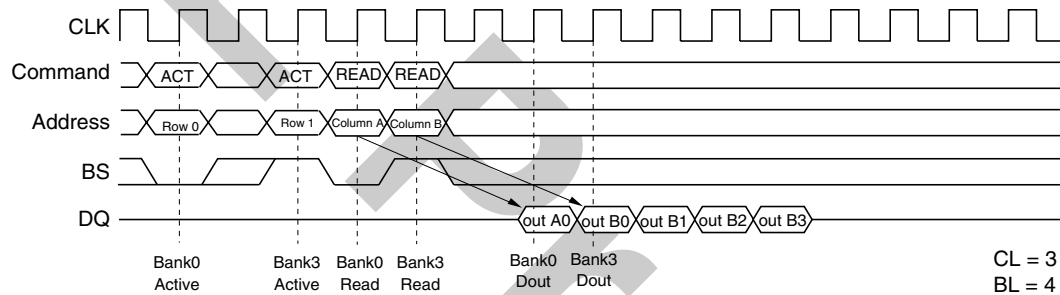 CLK
Command ACT ACT READ READ
Address Row 0 Row 1 Column A Column B
BS
DQ out A0 out B0 out B1 out B2 out B3
Bank0 Active
Bank3 Active
Bank0 Read
Bank3 Read
Bank0 Dout
Bank3 Dout
CL = 3
BL = 4